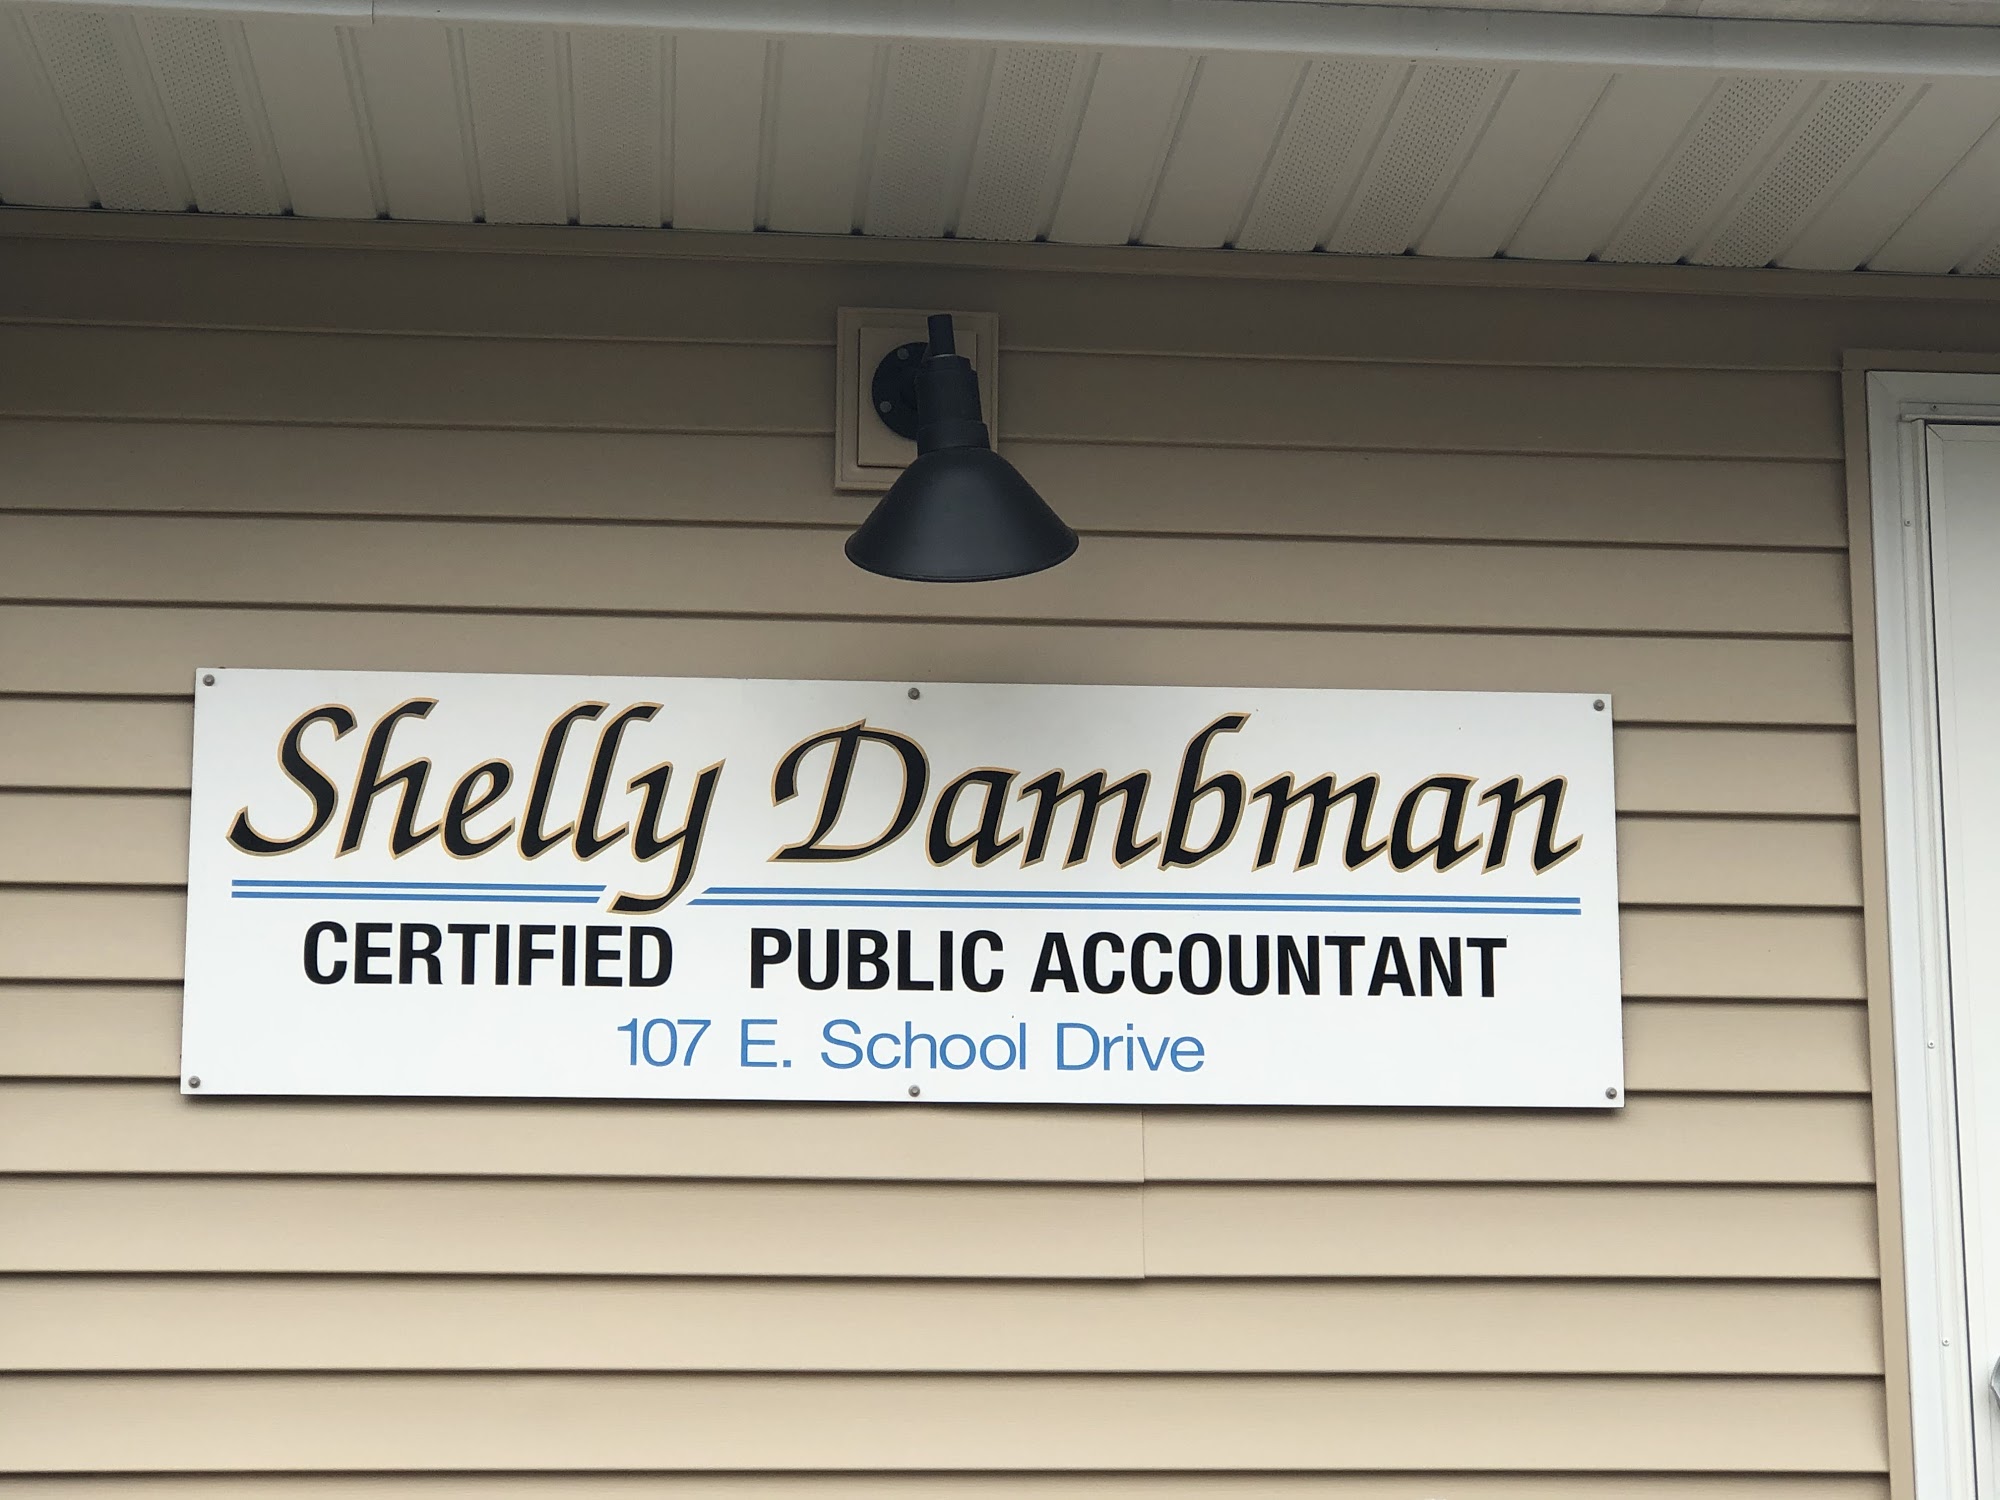 Shelly Dambman
CERTIFIED PUBLIC ACCOUNTANT
107 E. School Drive